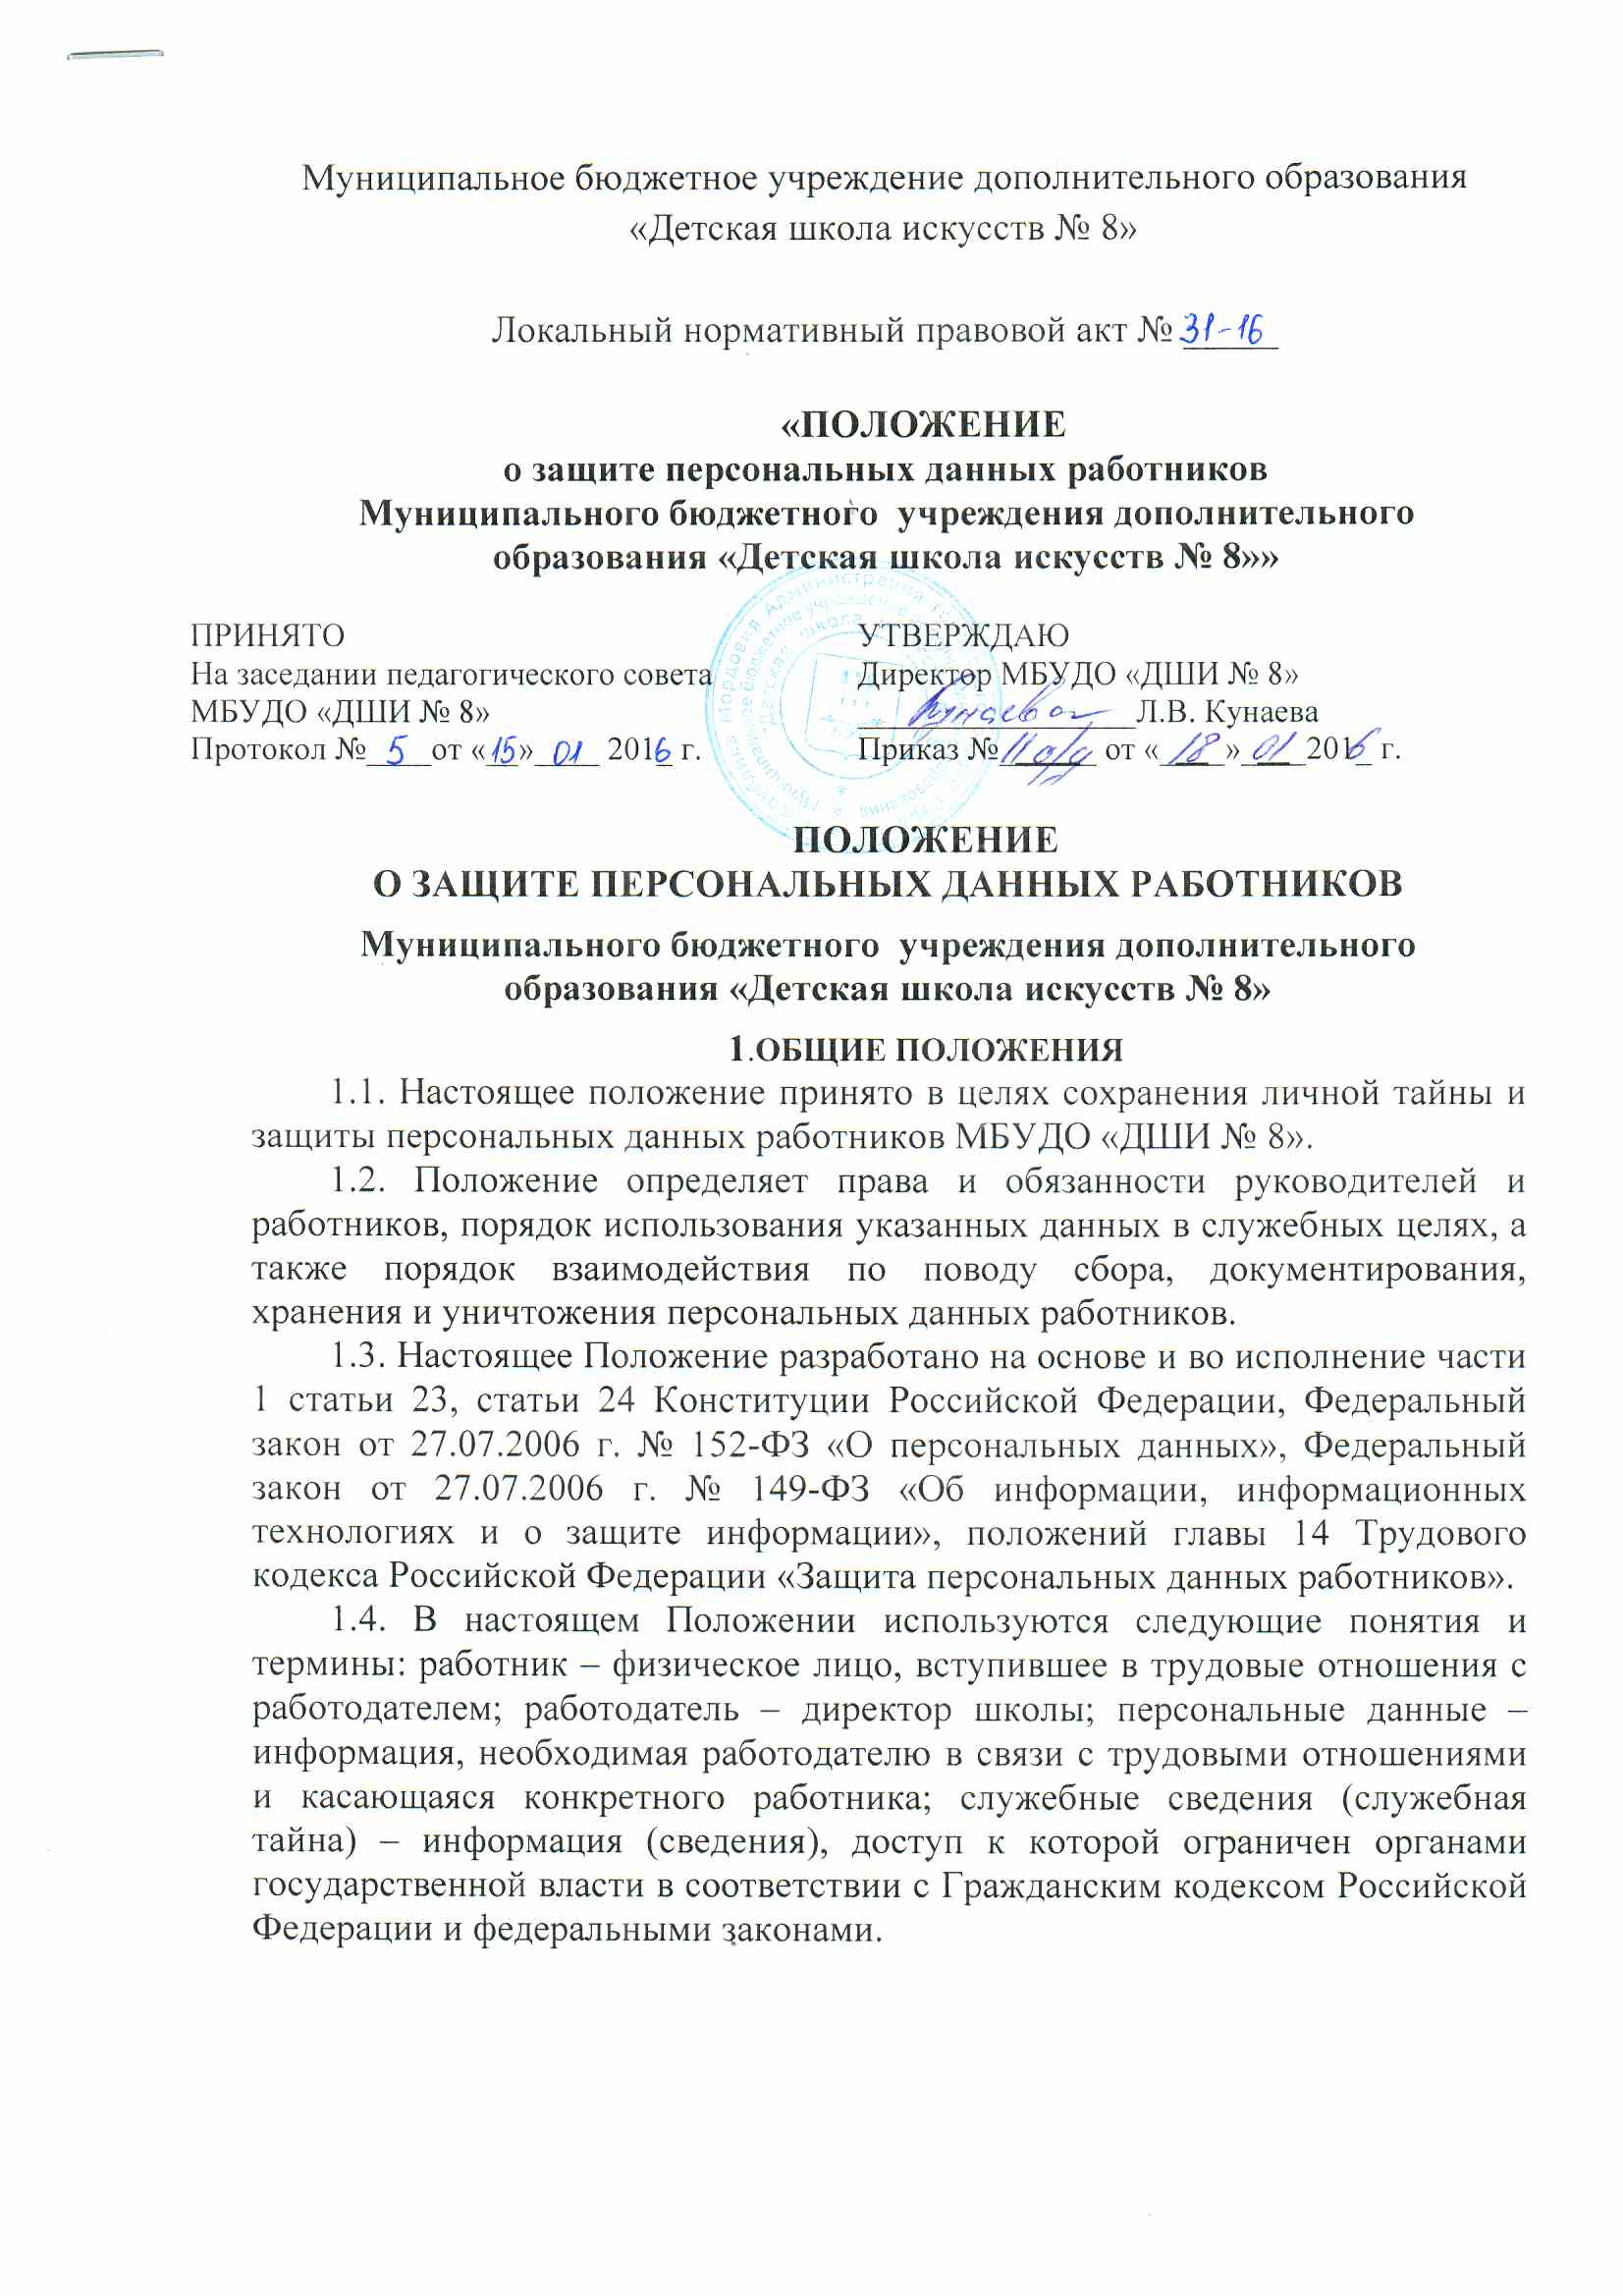 Муниципальное бюджетное учреждение дополнительного образования
«Детская школа искусств № 8»
Локальный нормативный правовой акт № 31-16
«ПОЛОЖЕНИЕ
о защите персональных данных работников
Муниципального бюджетного учреждения дополнительного
образования «Детская школа искусств № 8»»
ПРИНЯТО
На заседании педагогического совета
МБУДО «ДШИ № 8»
Протокол № 5 от «15» 01 2016 г.
УТВЕРЖДАЮ
Директор МБУДО «ДШИ № 8»
Кунаева Л.В. Кунаева
Приказ № 11 о/д от «18» 01 2016 г.
ПОЛОЖЕНИЕ
О ЗАЩИТЕ ПЕРСОНАЛЬНЫХ ДАННЫХ РАБОТНИКОВ
Муниципального бюджетного учреждения дополнительного
образования «Детская школа искусств № 8»
1.ОБЩИЕ ПОЛОЖЕНИЯ
1.1. Настоящее положение принято в целях сохранения личной тайны и
защиты персональных данных работников МБУДО «ДШИ № 8».
1.2. Положение определяет права и обязанности руководителей и
работников, порядок использования указанных данных в служебных целях, а
также порядок взаимодействия по поводу сбора, документирования,
хранения и уничтожения персональных данных работников.
1.3. Настоящее Положение разработано на основе и во исполнение части
1 статьи 23, статьи 24 Конституции Российской Федерации, Федеральный
закон от 27.07.2006 г. № 152-ФЗ «О персональных данных», Федеральный
закон от 27.07.2006 г. № 149-ФЗ «Об информации, информационных
технологиях и о защите информации», положений главы 14 Трудового
кодекса Российской Федерации «Защита персональных данных работников».
1.4. В настоящем Положении используются следующие понятия и
термины: работник – физическое лицо, вступившее в трудовые отношения с
работодателем; работодатель – директор школы; персональные данные –
информация, необходимая работодателю в связи с трудовыми отношениями
и касающаяся конкретного работника; служебные сведения (служебная
тайна) – информация (сведения), доступ к которой ограничен органами
государственной власти в соответствии с Гражданским кодексом Российской
Федерации и федеральными законами.